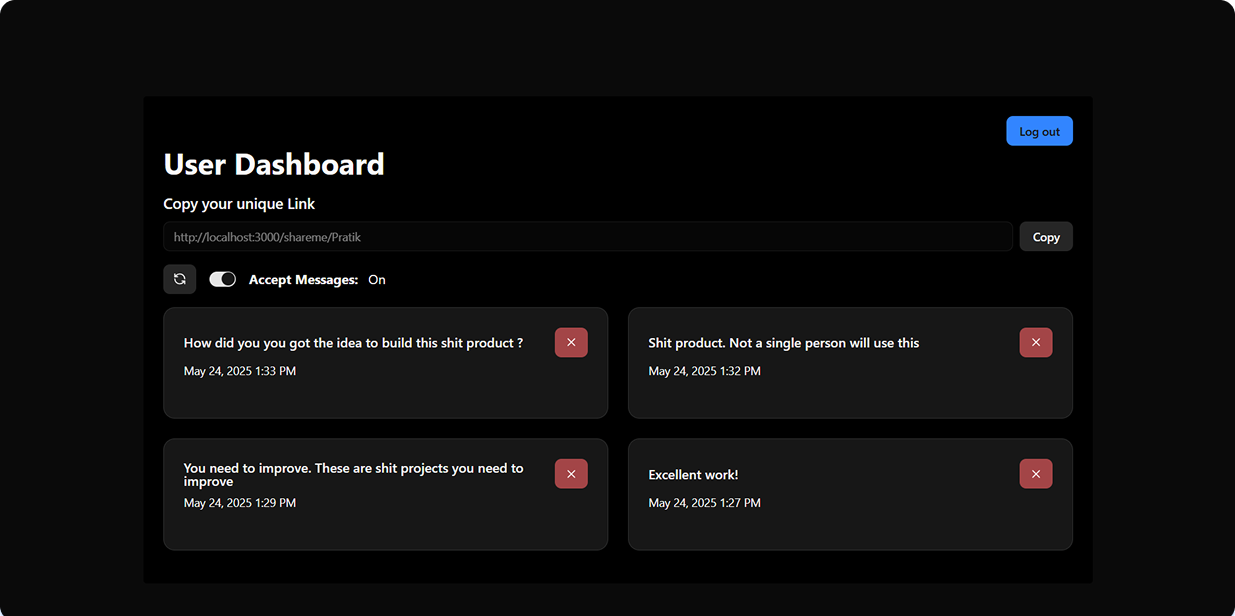 Log out
User Dashboard
Copy your unique Link
http://localhost:3000/shareme/Pratik
Copy
Accept Messages: On
How did you you got the idea to build this shit product ?
May 24, 2025 1:33 PM
Shit product. Not a single person will use this
May 24, 2025 1:32 PM
You need to improve. These are shit projects you need to
improve
May 24, 2025 1:29 PM
Excellent work!
May 24, 2025 1:27 PM